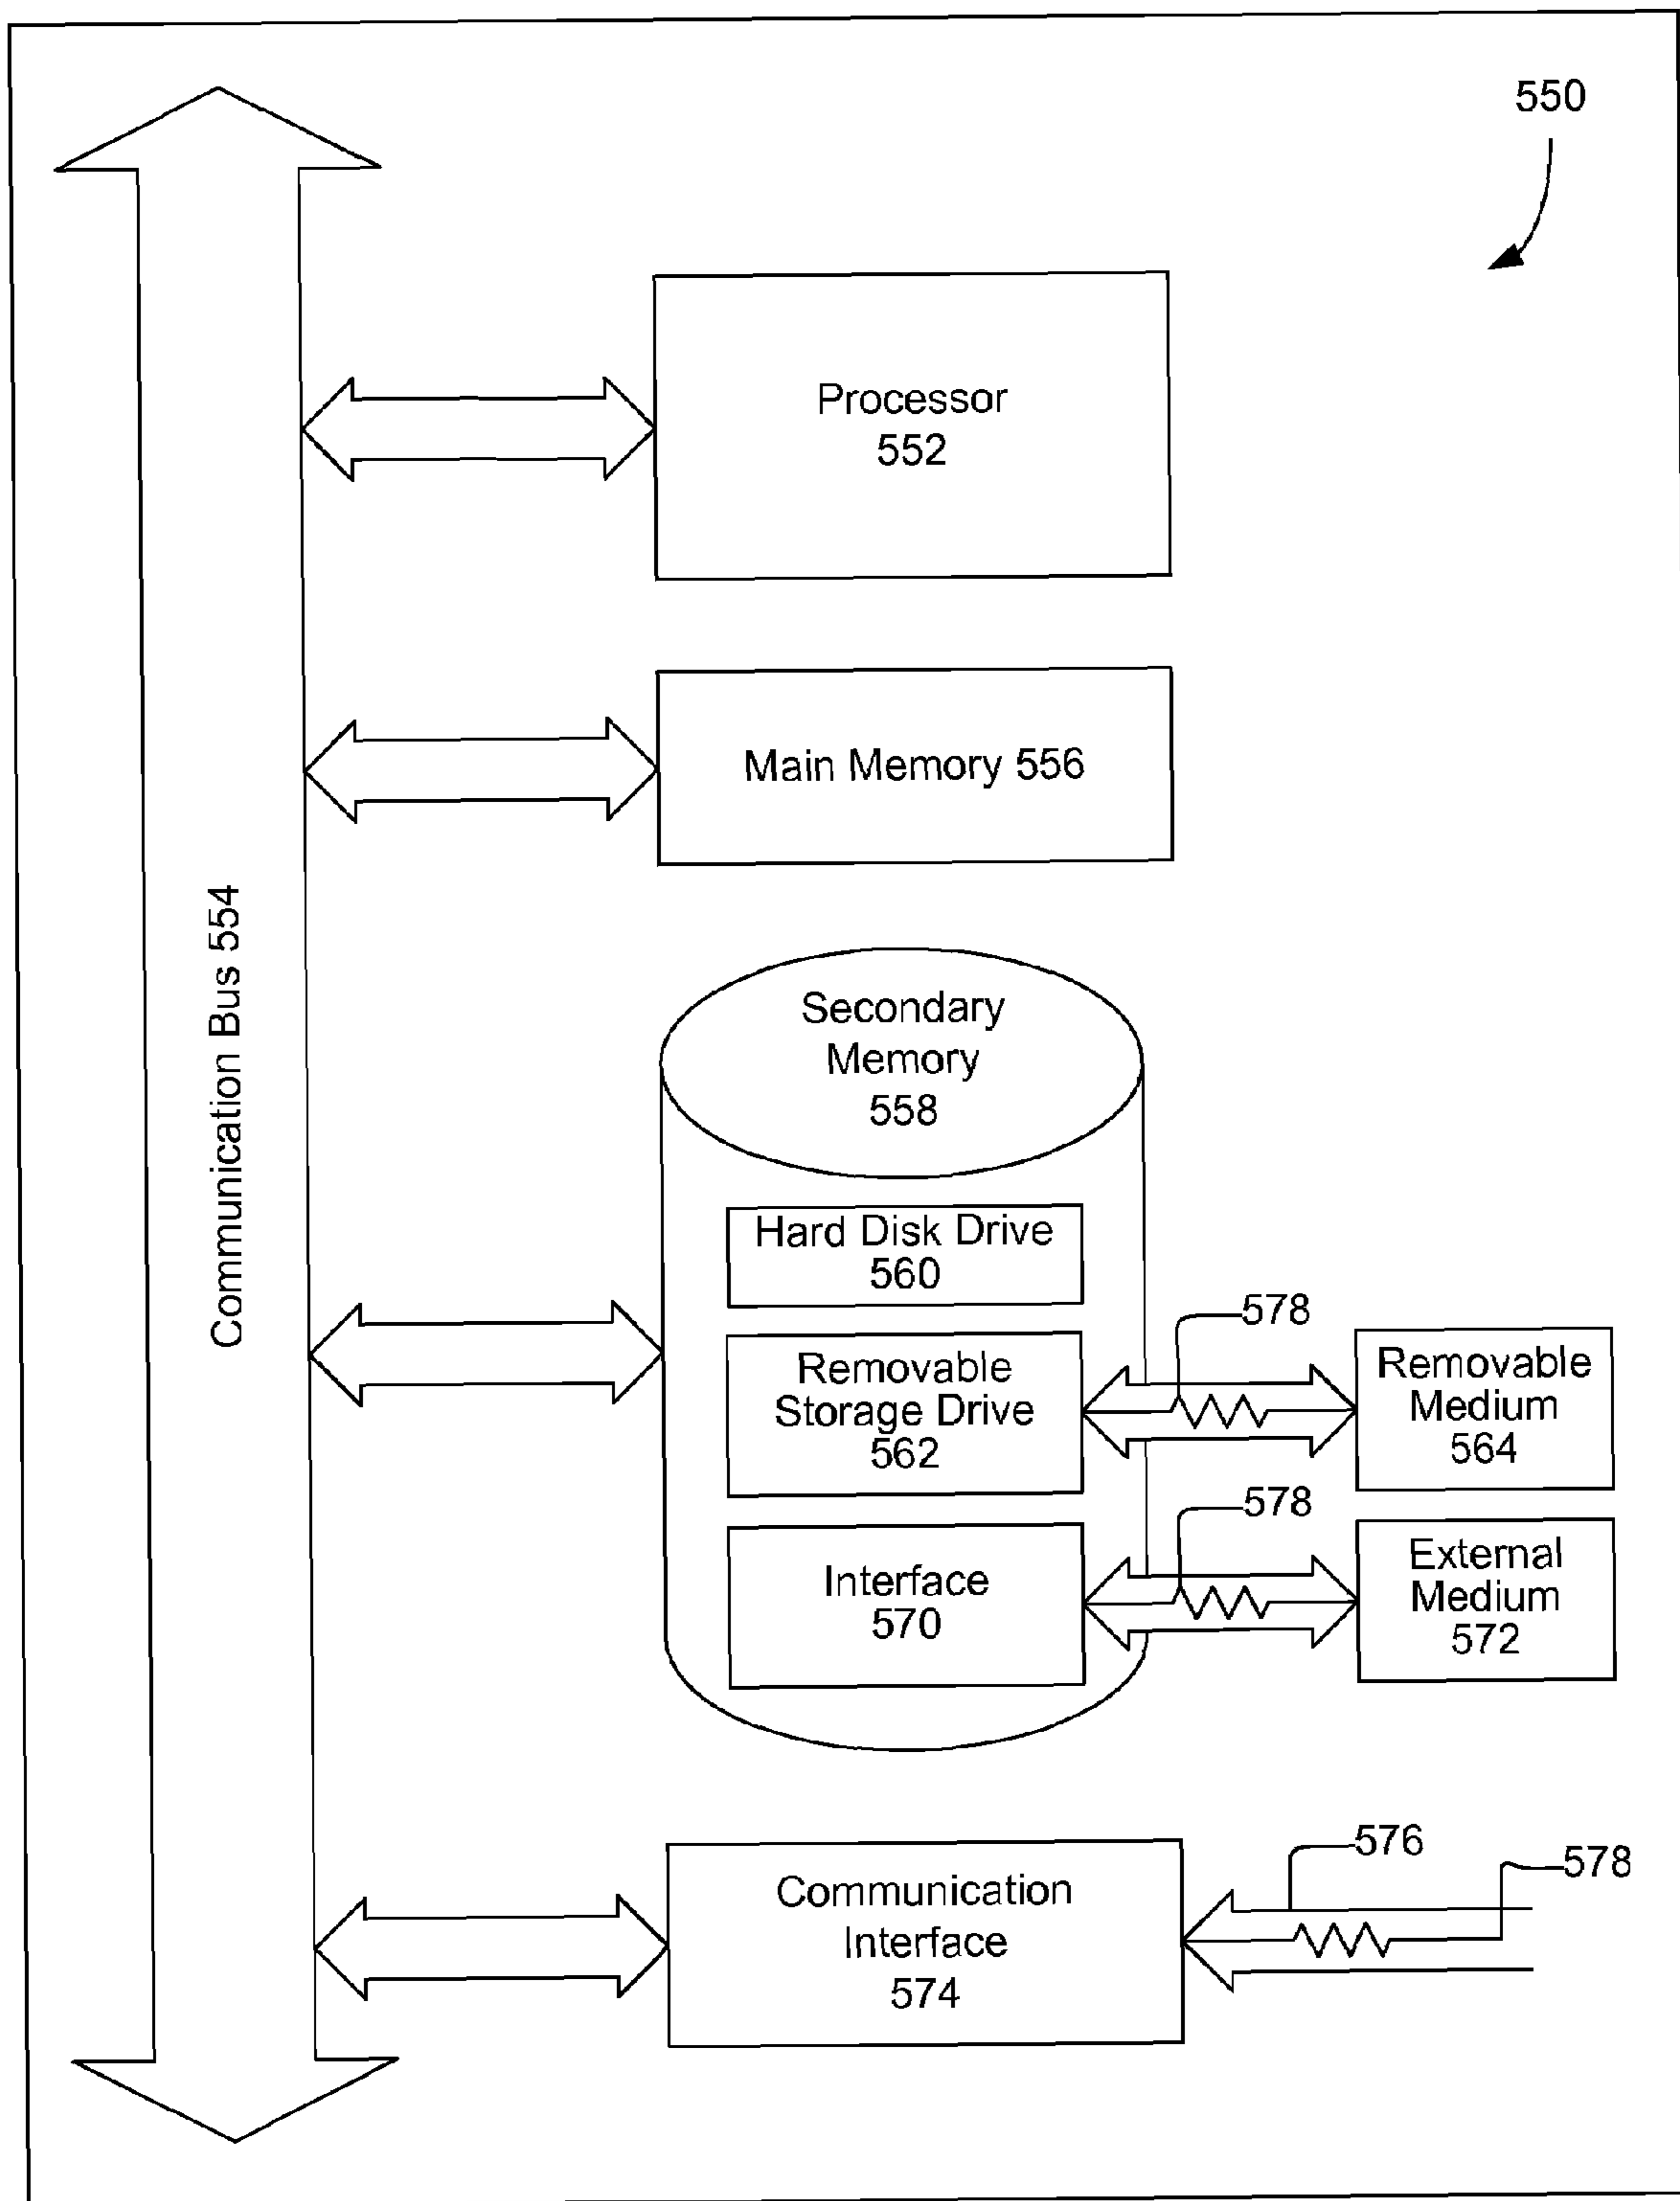 550
Processor
552
Main Memory 556
Communication Bus 554
Secondary
Memory
558
Hard Disk Drive
560
578
Removable
Storage Drive
562
Removable
Medium
564
578
Interface
570
External
Medium
572
576
578
Communication
Interface
574